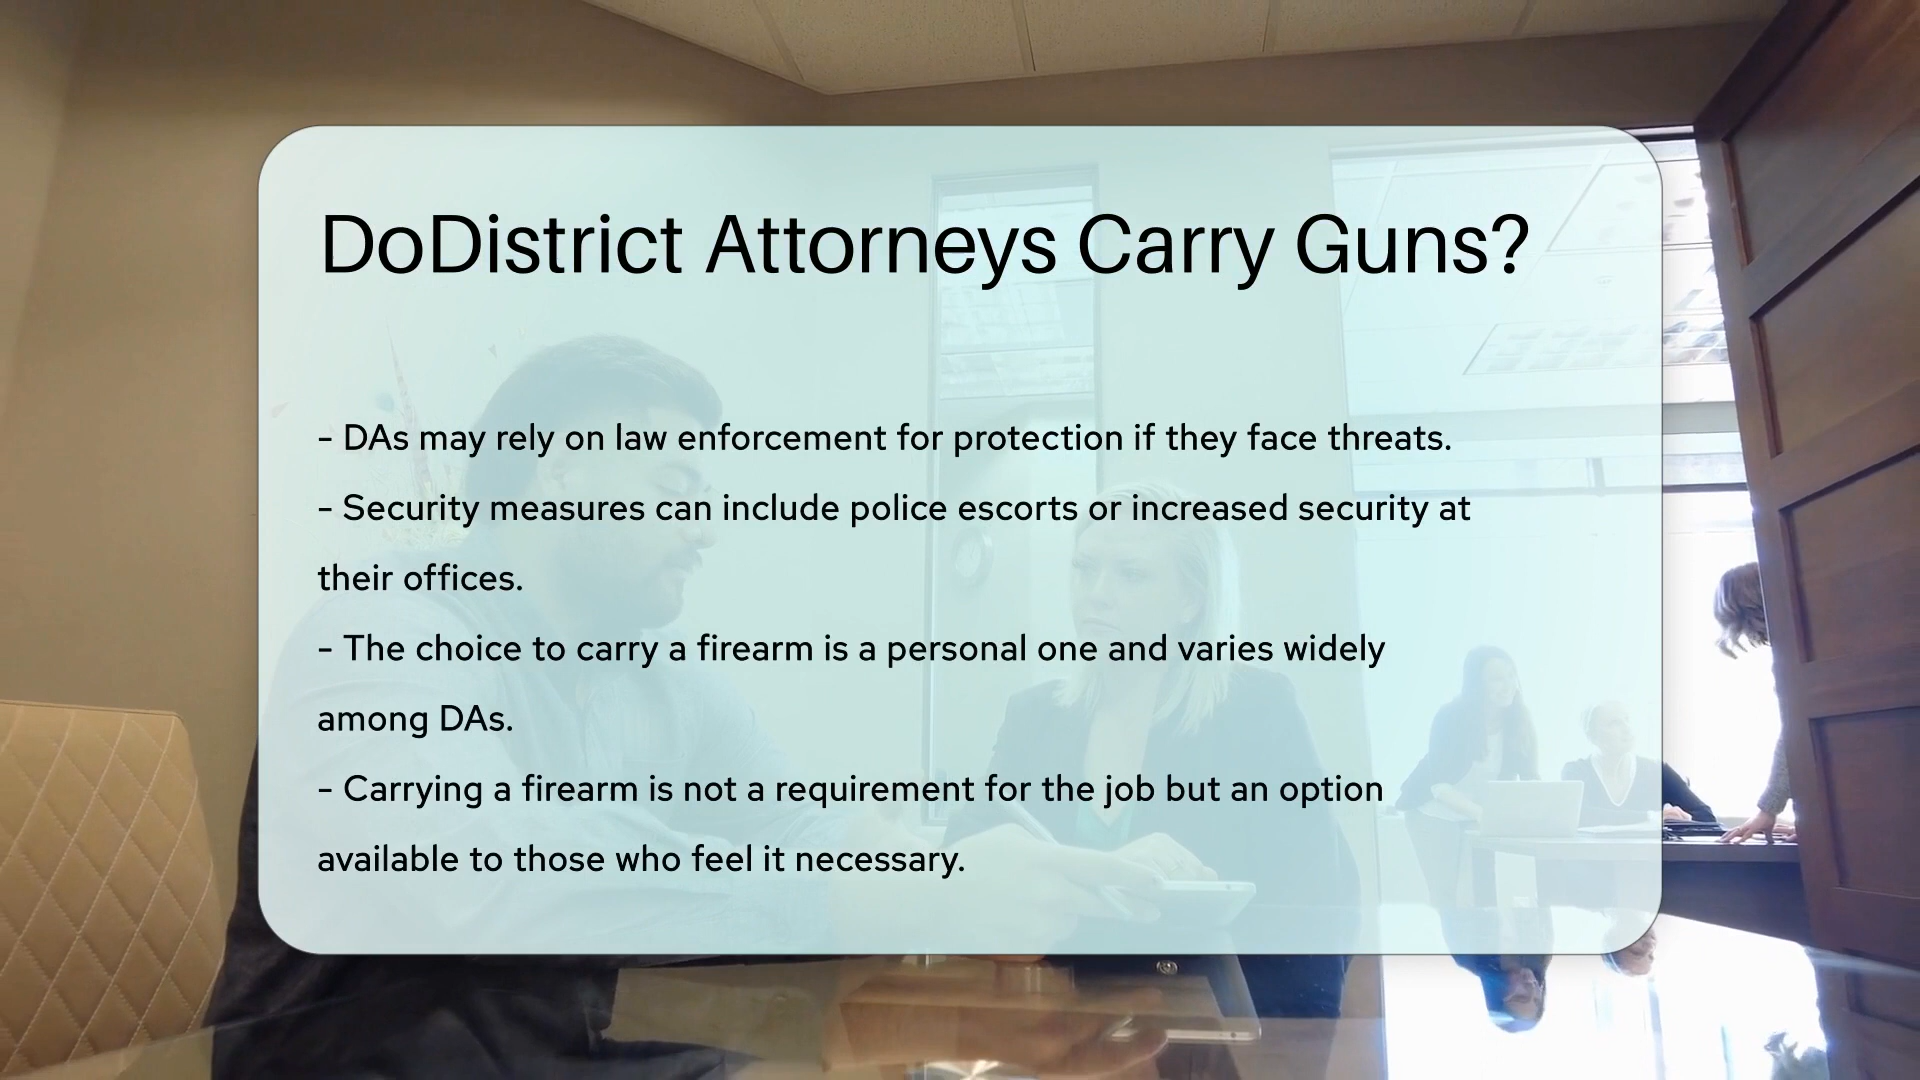 DoDistrict Attorneys Carry Guns?
- DAs may rely on law enforcement for protection if they face threats.
- Security measures can include police escorts or increased security at
their offices.
- The choice to carry a firearm is a personal one and varies widely
among DAs.
- Carrying a firearm is not a requirement for the job but an option
available to those who feel it necessary.